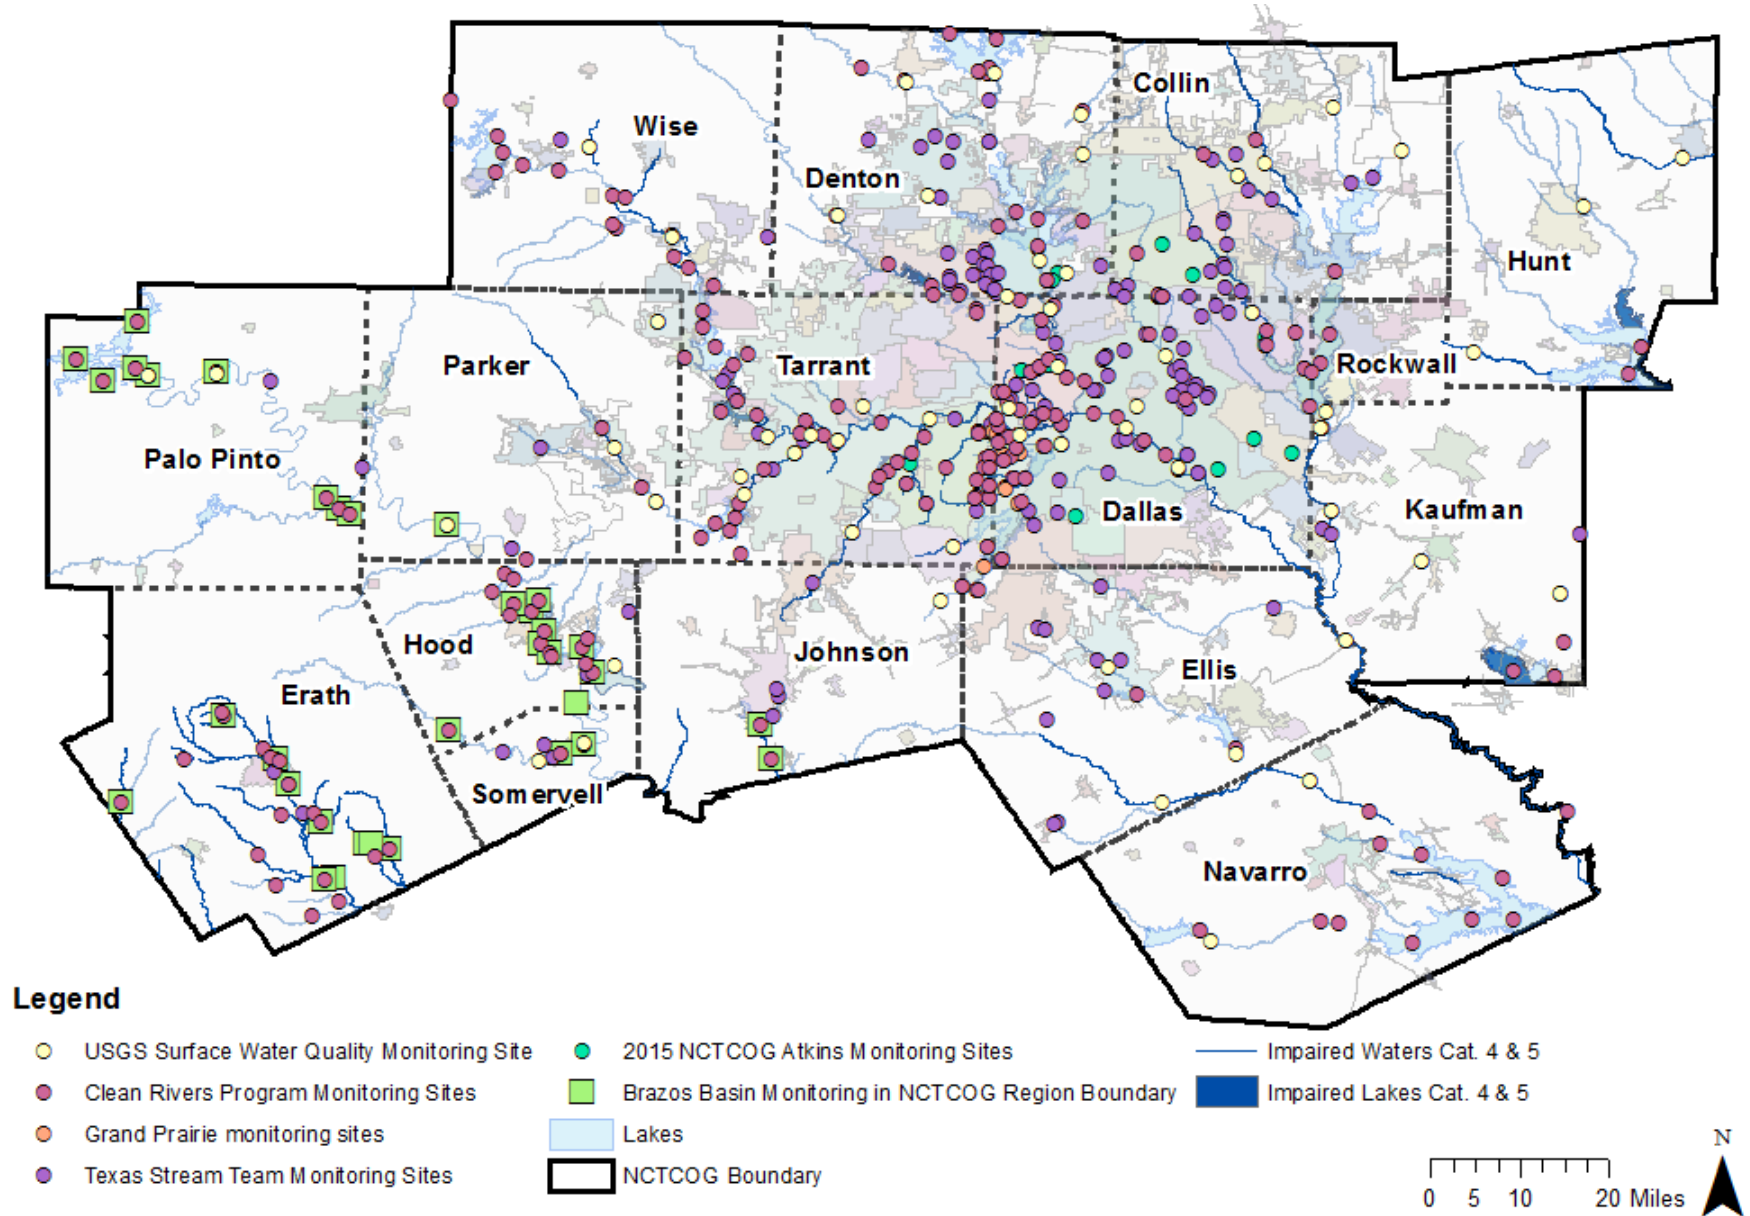 Collin
Wise
Denton
Hunt
Parker
Tarrant
Rockwall
Palo Pinto
Dallas
Kaufman
Hood
Johnson
Ellis
Erath
Somervell
Navarro
Legend
USGS Surface Water Quality Monitoring Site
2015 NCTCOG Atkins Monitoring Sites
Impaired Waters Cat. 4 & 5
Clean Rivers Program Monitoring Sites
Brazos Basin Monitoring in NCTCOG Region Boundary
Impaired Lakes Cat. 4 & 5
Grand Prairie monitoring sites
Lakes
Texas Stream Team Monitoring Sites
NCTCOG Boundary
N
0 5 10 20 Miles